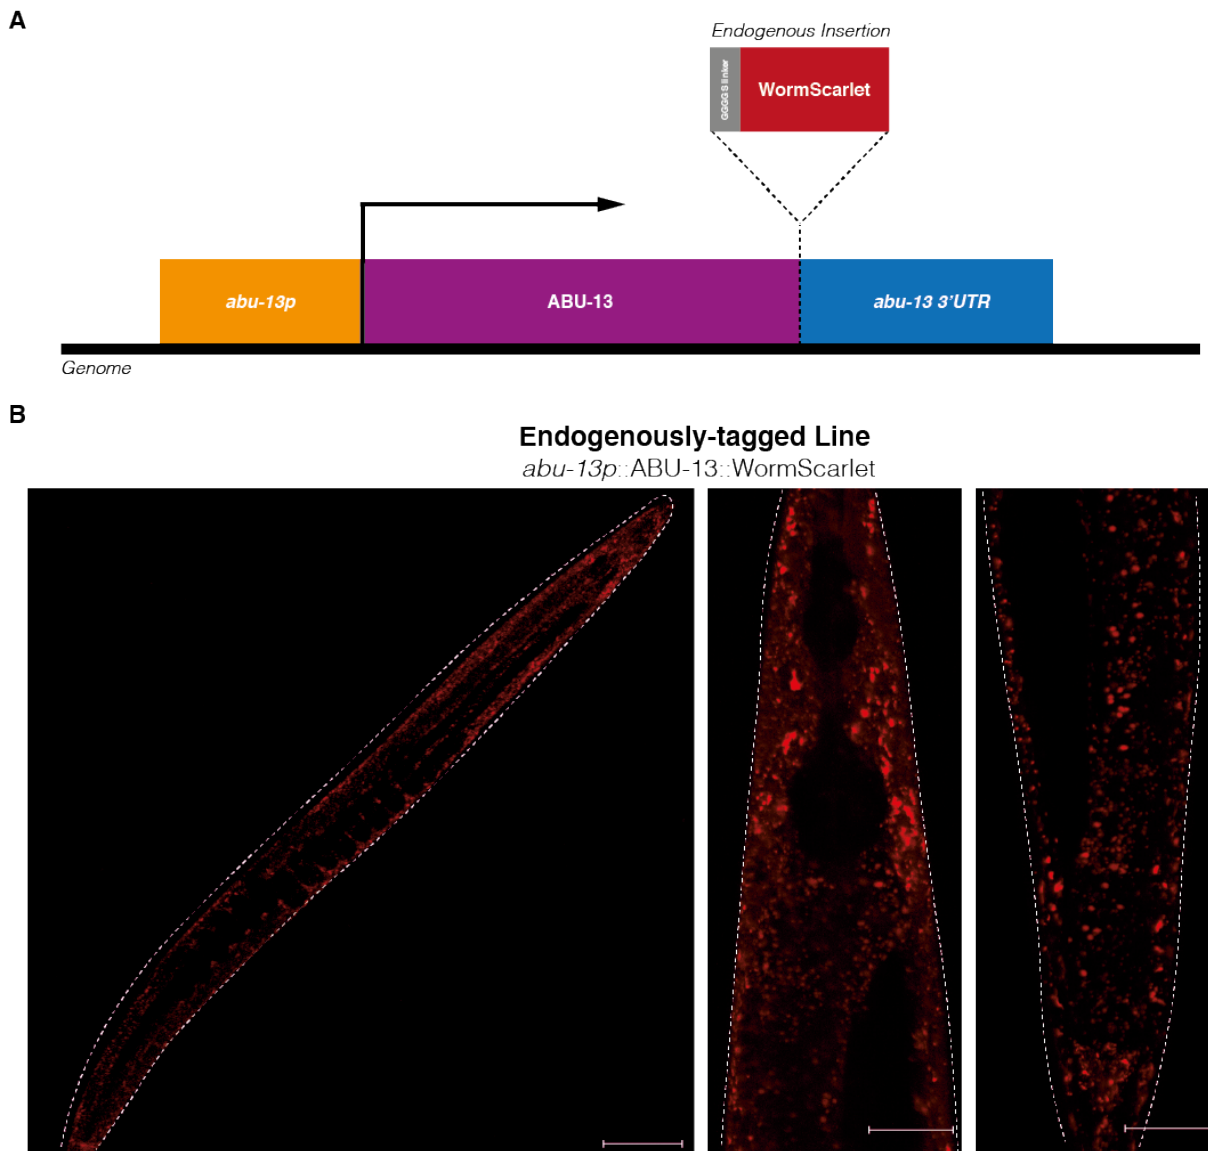 A
Endogenous Insertion
GGGGS linker
WormScarlet
abu-13p
ABU-13
abu-13 3’UTR
Genome
B
Endogenously-tagged Line
abu-13p::ABU-13::WormScarlet